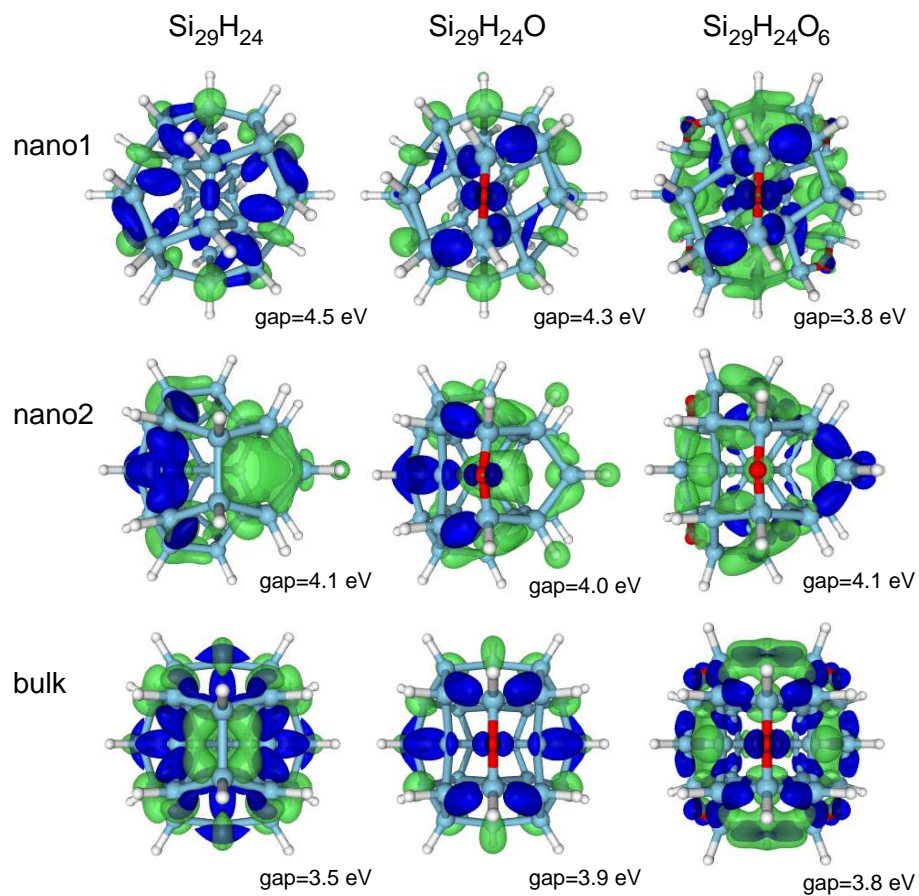 Si₂₉H₂₄ Si₂₉H₂₄O Si₂₉H₂₄O₆
nano1
gap=4.5 eV gap=4.3 eV gap=3.8 eV
nano2
gap=4.1 eV gap=4.0 eV gap=4.1 eV
bulk
gap=3.5 eV gap=3.9 eV gap=3.8 eV